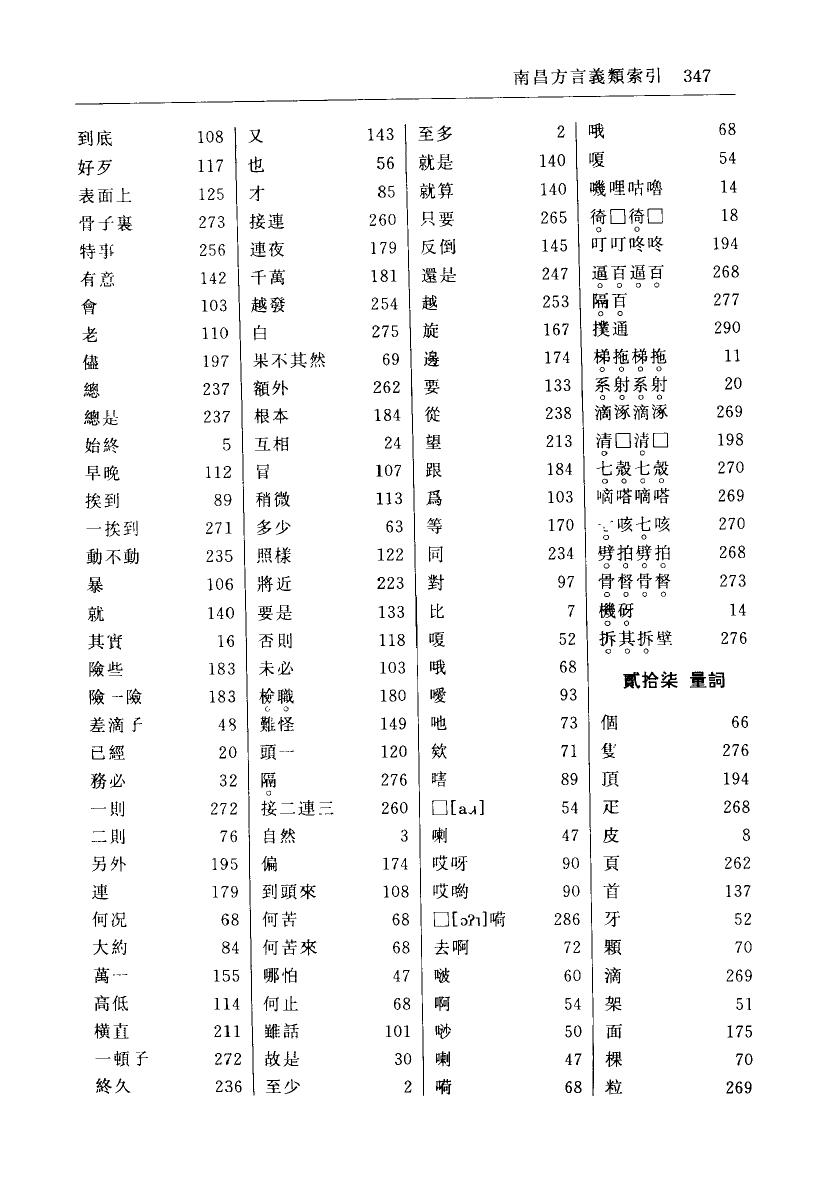 南昌方言義類索引 347
到底 108
好歹 117
表面上 125
骨子裏 273
特事 256
有意 142
會 103
老 110
儘 197
總 237
總是 237
始終 5
早晚 112
挨到 89
一挨到 271
動不動 235
暴 106
就 140
其實 16
險些 183
險一險 183
差滴子 48
已經 20
務必 32
一則 272
二則 76
另外 195
連 179
何况 68
大約 84
萬一 155
高低 114
橫直 211
一頓子 272
終久 236
又 143
也 56
才 85
接連 260
連夜 179
千萬 181
越發 254
白 275
果不其然 69
額外 262
根本 184
互相 24
冒 107
稍微 113
多少 63
照樣 122
將近 223
要是 133
否則 118
未必 103
檢職 180
難怪 149
頭一 120
隔 276
接二連三 260
自然 3
偏 174
到頭來 108
何苦 68
何苦來 68
哪怕 47
何止 68
雖話 101
故是 30
至少 2
至多 2
就是 140
就算 140
只要 265
反倒 145
還是 247
越 253
旋 167
邊 174
要 133
從 238
望 213
跟 184
爲 103
等 170
同 234
對 97
比 7
嗄 52
哦 68
噯 93
吔 73
欸 71
嗐 89
□[a˩] 54
喇 47
哎呀 90
哎喲 90
□[ɔʔ˥]嗬 286
去啊 72
啵 60
啊 54
吵 50
喇 47
嗬 68
哦 68
嗄 54
嘰哩咕嚕 14
徛□徛□ 18
叮叮咚咚 194
逼百逼百 268
隔百 277
撲通 290
梯拖梯拖 11
系射系射 20
滴涿滴涿 269
清□清□ 198
七殼七殼 270
嘀嗒嘀嗒 269
七咳七咳 270
劈拍劈拍 268
骨督骨督 273
機砑 14
拆其拆壁 276
貳拾柒 量詞
個 66
隻 276
頂 194
疋 268
皮 8
頁 262
首 137
牙 52
顆 70
滴 269
架 51
面 175
棵 70
粒 269